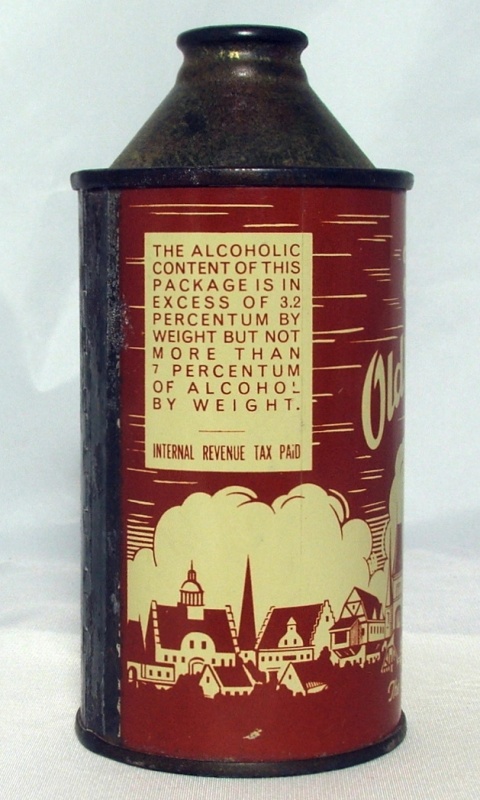 THE ALCOHOLIC
CONTENT OF THIS
PACKAGE IS IN
EXCESS OF 3.2
PERCENTUM BY
WEIGHT BUT NOT
MORE THAN
7 PERCENTUM
OF ALCOHOL
BY WEIGHT.
INTERNAL REVENUE TAX PAID
Old